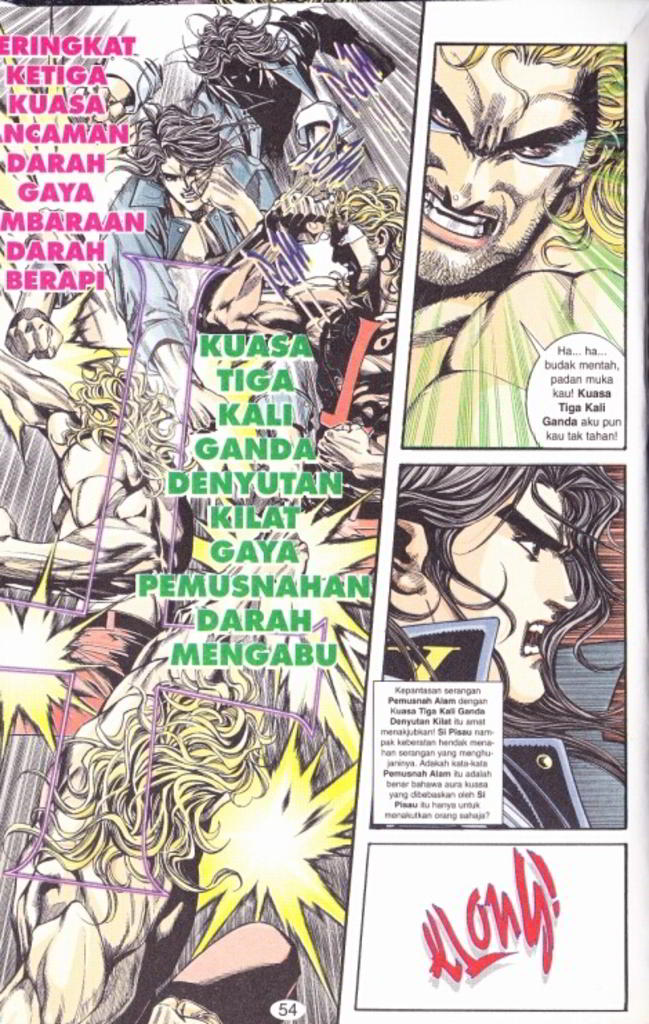 ERINGKAT
KETIGA
KUASA
NCAMAN
DARAH
GAYA
MBARAAN
DARAH
BERAPI
KUASA
TIGA
KALI
GANDA
DENYUTAN
KILAT
GAYA
PEMUSNAHAN
DARAH
MENGABU
Ha... ha...
budak mentah,
padan muka
kau! Kuasa
Tiga Kali
Ganda aku pun
kau tak tahan!
Kepantasan serangan
Pemusnah Alam dengan
Kuasa Tiga Kali Ganda
Denyutan Kilat itu amat
menakjubkan! Si Pisau nam-
pak keberatan hendak mena-
han serangan yang menghu-
janinya. Adakah kata-kata
Pemusnah Alam itu adalah
benar bahawa aura kuasa
yang dibebaskan oleh Si
Pisau itu hanya untuk
menakutkan orang sahaja?
KLONG!
54